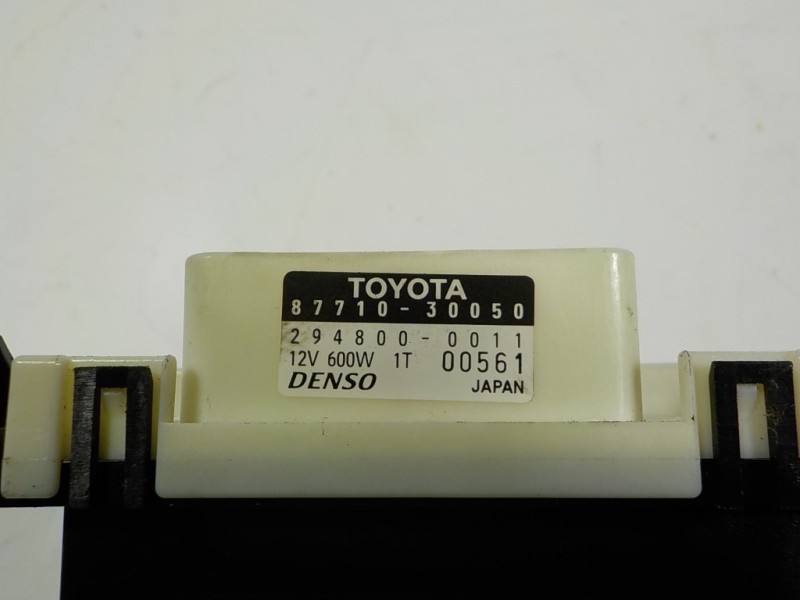 TOYOTA
87710-30050
294800-0011
12V 600W 1T 00561
DENSO JAPAN